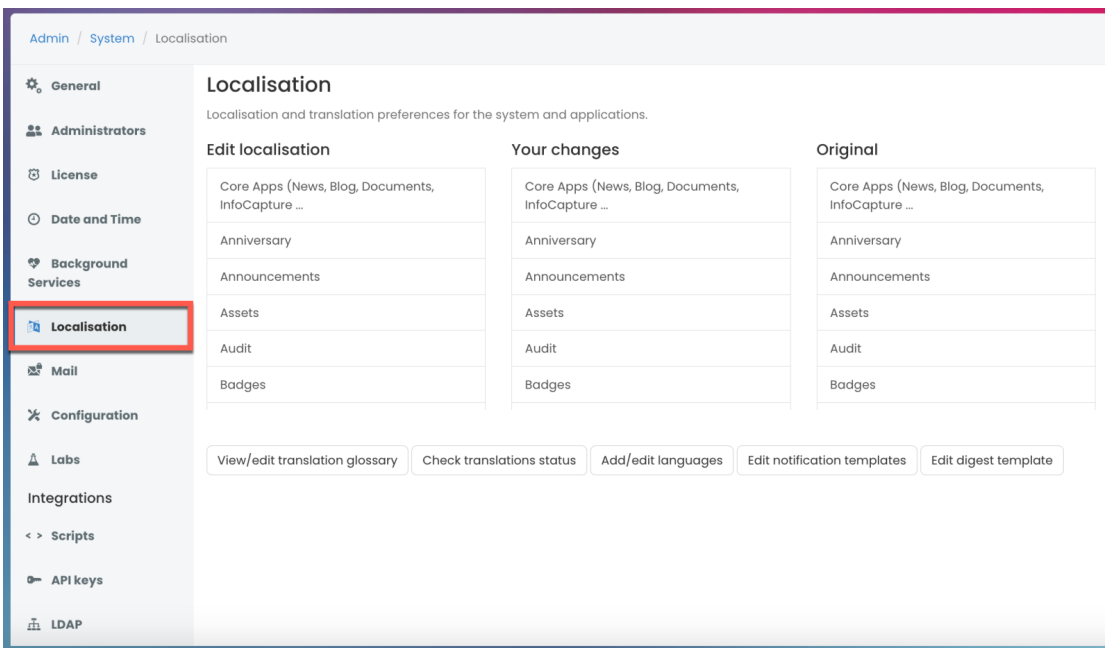 Admin / System / Localisation
General
Administrators
License
Date and Time
Background
Services
Localisation
Mail
Configuration
Labs
Integrations
Scripts
API keys
LDAP
Localisation
Localisation and translation preferences for the system and applications.
Edit localisation
Core Apps (News, Blog, Documents,
InfoCapture ...
Anniversary
Announcements
Assets
Audit
Badges
Your changes
Core Apps (News, Blog, Documents,
InfoCapture ...
Anniversary
Announcements
Assets
Audit
Badges
Original
Core Apps (News, Blog, Documents,
InfoCapture ...
Anniversary
Announcements
Assets
Audit
Badges
View/edit translation glossary
Check translations status
Add/edit languages
Edit notification templates
Edit digest template